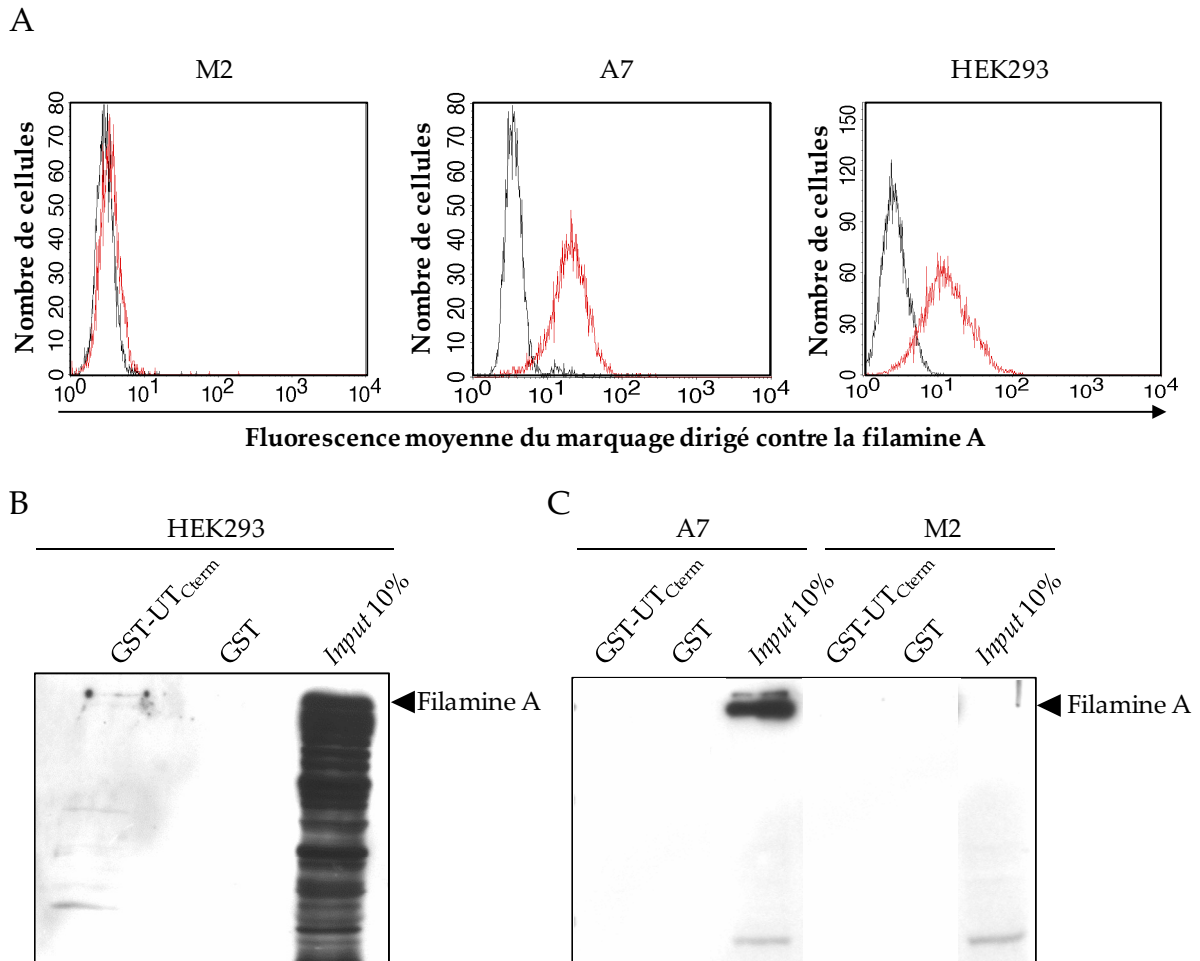 A
M2
A7
HEK293
Nombre de cellules
0 10 20 30 40 50 60 70 80
10⁰ 10¹ 10² 10³ 10⁴
Nombre de cellules
0 10 20 30 40 50 60 70 80
10⁰ 10¹ 10² 10³ 10⁴
Nombre de cellules
0 30 60 90 120 150
10⁰ 10¹ 10² 10³ 10⁴
Fluorescence moyenne du marquage dirigé contre la filamine A
B
HEK293
GST-UTCterm
GST
Input 10%
Filamine A
C
A7
M2
GST-UTCterm
GST
Input 10%
GST-UTCterm
GST
Input 10%
Filamine A